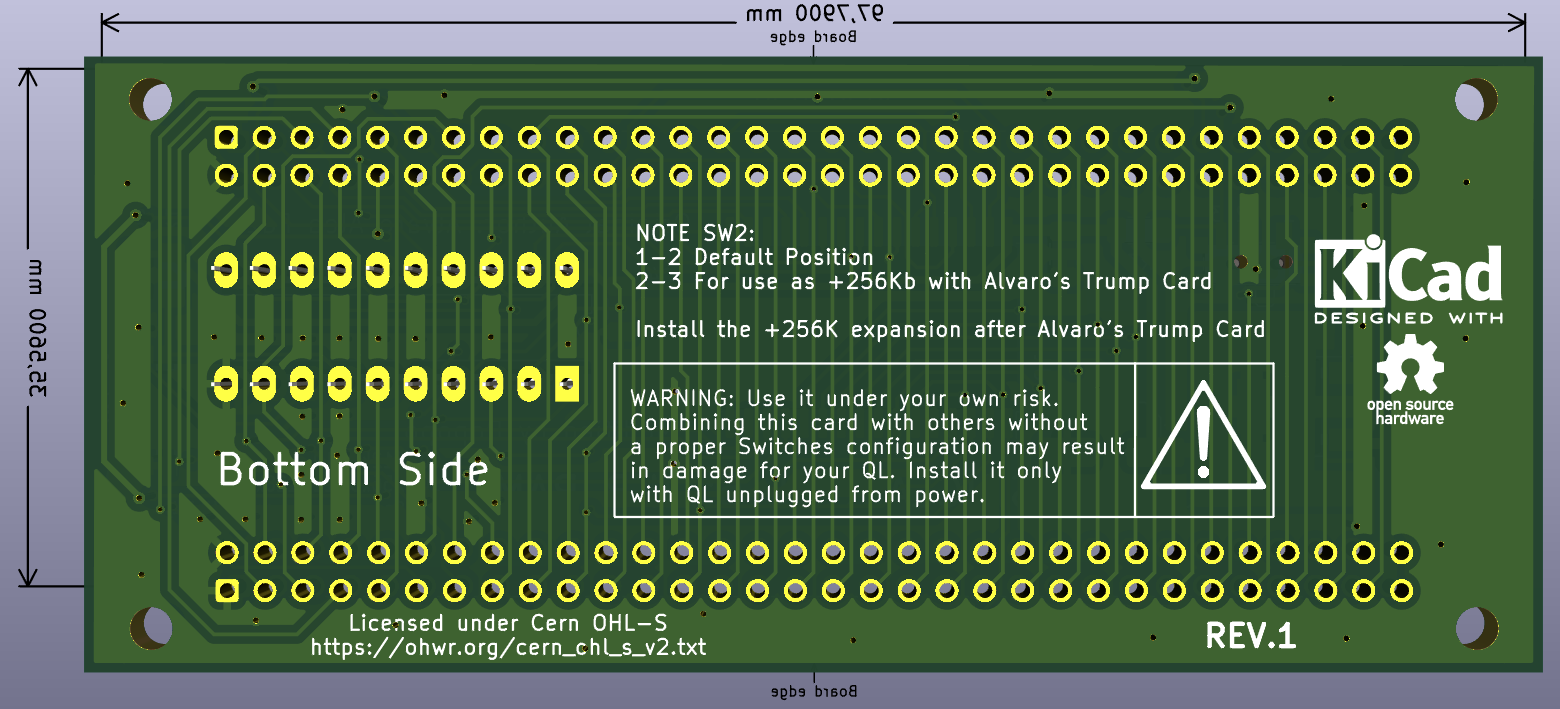 97,7900 mm
Board edge
35,5600 mm
NOTE SW2:
1-2 Default Position
2-3 For use as +256Kb with Alvaro's Trump Card
Install the +256K expansion after Alvaro's Trump Card
KiCad
DESIGNED WITH
open source
hardware
WARNING: Use it under your own risk.
Combining this card with others without
a proper Switches configuration may result
in damage for your QL. Install it only
with QL unplugged from power.
!
Bottom Side
Licensed under Cern OHL-S
https://ohwr.org/cern_ohl_s_v2.txt
REV.1
Board edge